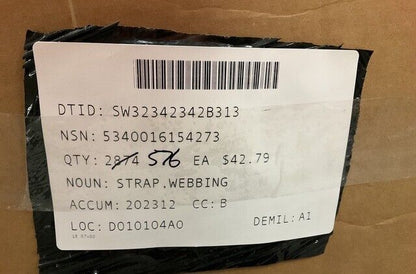 DTID: SW32342342B313
NSN: 5340016154273
QTY: 2874 576 EA $42.79
NOUN: STRAP.WEBBING
ACCUM: 202312 CC: B
LOC: D010104A0 DEMIL: A1